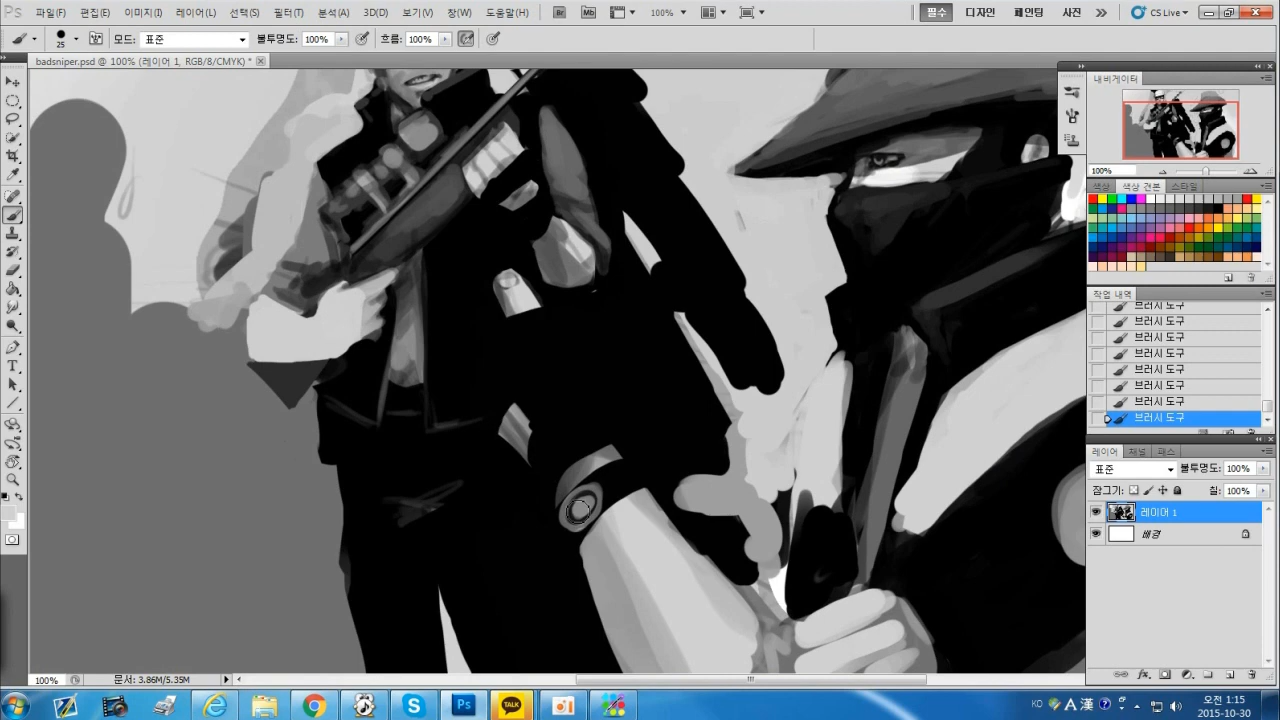 Ps 파일(F) 편집(E) 이미지(I) 레이어(L) 선택(S) 필터(T) 분석(A) 3D(D) 보기(V) 창(W) 도움말(H) Br Mb 100% 필수 디자인 페인팅 사진 CS Live
25 모드: 표준 불투명도: 100% 흐름: 100%
badsniper.psd @ 100% (레이어 1, RGB/8/CMYK) *
내비게이터
100%
색상 색상 견본 스타일
작업 내역
브러시 도구
브러시 도구
브러시 도구
브러시 도구
브러시 도구
브러시 도구
브러시 도구
브러시 도구
레이어 채널 패스
표준 불투명도: 100%
잠그기: 칠: 100%
레이어 1
배경
100% 문서: 3.86M/5.35M
Ps TALK KO A 漢 오전 1:15
2015-10-30